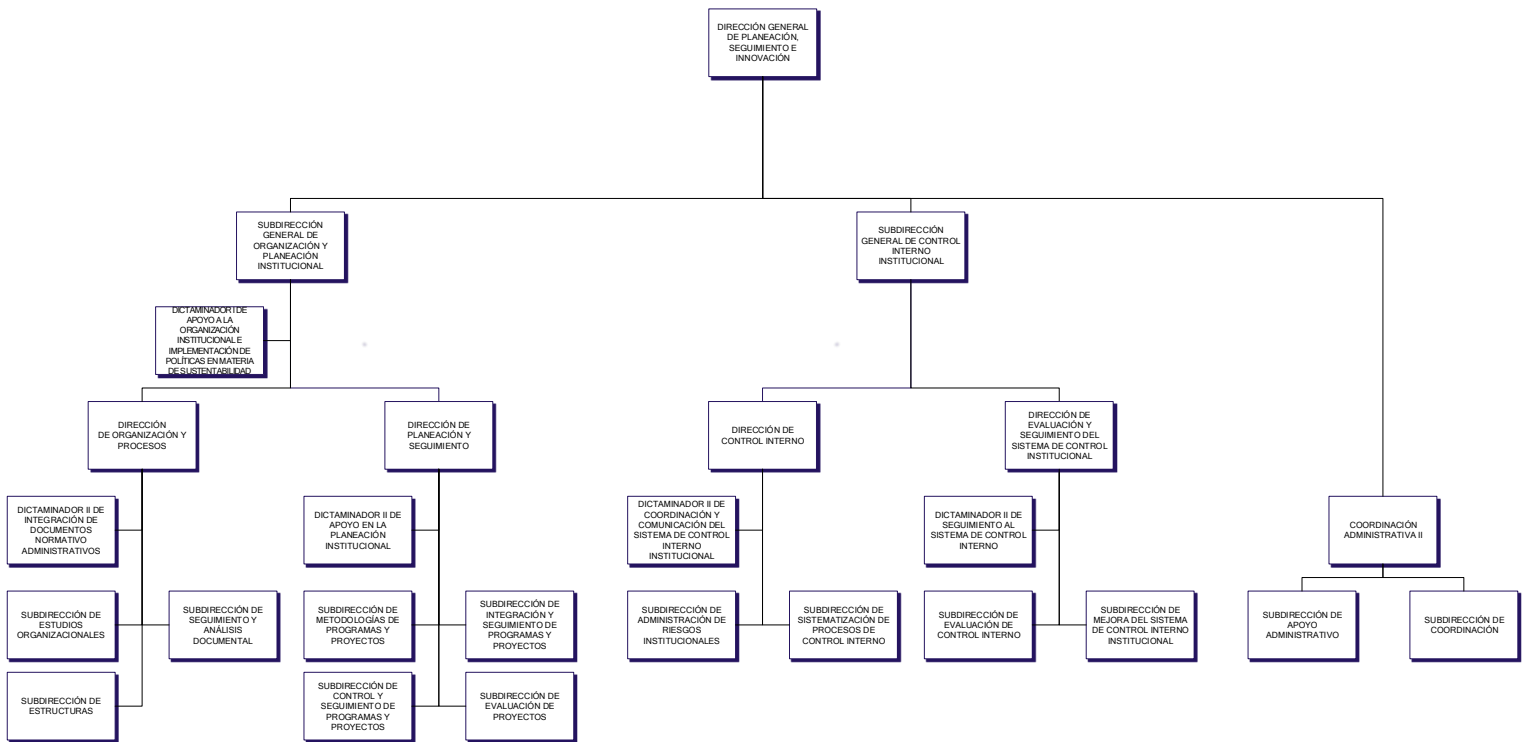 DIRECCIÓN GENERAL
DE PLANEACIÓN,
SEGUIMIENTO E
INNOVACIÓN
SUBDIRECCIÓN
GENERAL DE
ORGANIZACIÓN Y
PLANEACIÓN
INSTITUCIONAL
SUBDIRECCIÓN
GENERAL DE CONTROL
INTERNO
INSTITUCIONAL
DICTAMINADOR I DE
APOYO A LA
ORGANIZACIÓN
INSTITUCIONAL E
IMPLEMENTACIÓN DE
POLÍTICAS EN MATERIA
DE SUSTENTABILIDAD
DIRECCIÓN
DE ORGANIZACIÓN Y
PROCESOS
DIRECCIÓN DE
PLANEACIÓN Y
SEGUIMIENTO
DIRECCIÓN DE
CONTROL INTERNO
DIRECCIÓN DE
EVALUACIÓN Y
SEGUIMIENTO DEL
SISTEMA DE CONTROL
INSTITUCIONAL
DICTAMINADOR II DE
INTEGRACIÓN DE
DOCUMENTOS
NORMATIVO
ADMINISTRATIVOS
DICTAMINADOR II DE
APOYO EN LA
PLANEACIÓN
INSTITUCIONAL
DICTAMINADOR II DE
COORDINACIÓN Y
COMUNICACIÓN DEL
SISTEMA DE CONTROL
INTERNO
INSTITUCIONAL
DICTAMINADOR II DE
SEGUIMIENTO AL
SISTEMA DE CONTROL
INTERNO
COORDINACIÓN
ADMINISTRATIVA II
SUBDIRECCIÓN DE
ESTUDIOS
ORGANIZACIONALES
SUBDIRECCIÓN DE
SEGUIMIENTO Y
ANÁLISIS
DOCUMENTAL
SUBDIRECCIÓN DE
METODOLOGÍAS DE
PROGRAMAS Y
PROYECTOS
SUBDIRECCIÓN DE
INTEGRACIÓN Y
SEGUIMIENTO DE
PROGRAMAS Y
PROYECTOS
SUBDIRECCIÓN DE
ADMINISTRACIÓN DE
RIESGOS
INSTITUCIONALES
SUBDIRECCIÓN DE
SISTEMATIZACIÓN DE
PROCESOS DE
CONTROL INTERNO
SUBDIRECCIÓN DE
EVALUACIÓN DE
CONTROL INTERNO
SUBDIRECCIÓN DE
MEJORA DEL SISTEMA
DE CONTROL INTERNO
INSTITUCIONAL
SUBDIRECCIÓN DE
APOYO
ADMINISTRATIVO
SUBDIRECCIÓN DE
COORDINACIÓN
SUBDIRECCIÓN DE
ESTRUCTURAS
SUBDIRECCIÓN DE
CONTROL Y
SEGUIMIENTO DE
PROGRAMAS Y
PROYECTOS
SUBDIRECCIÓN DE
EVALUACIÓN DE
PROYECTOS